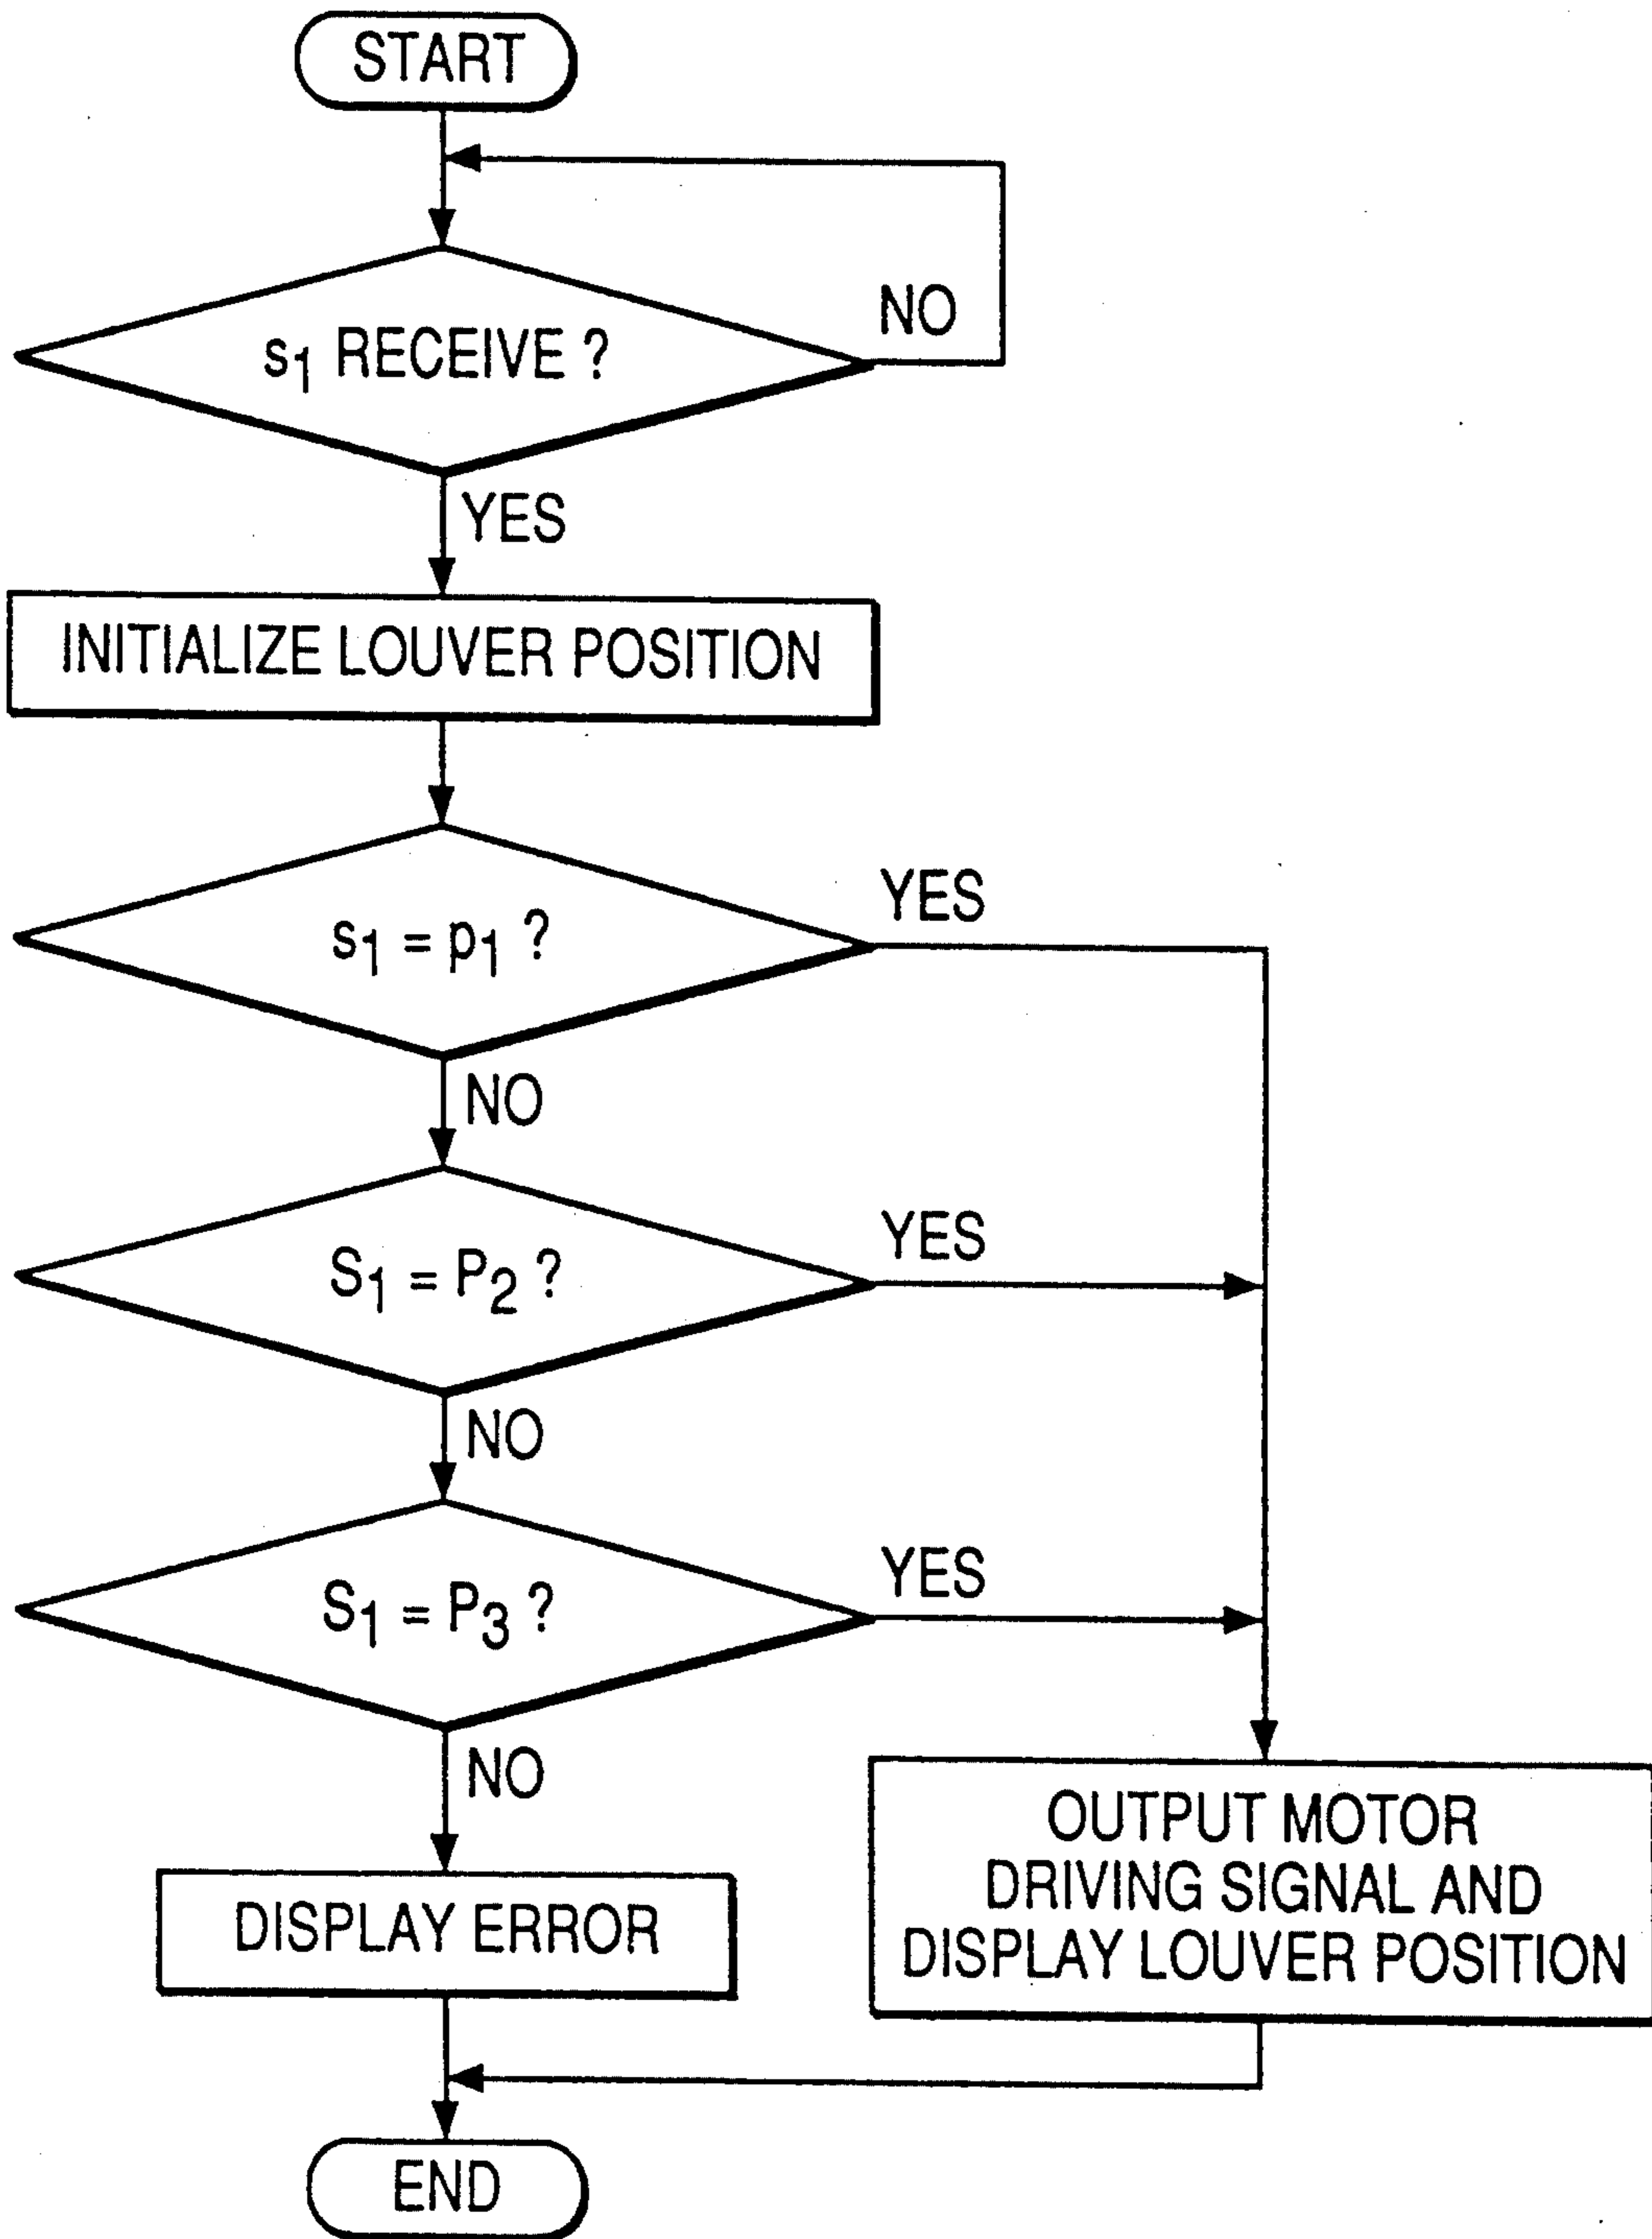 START
NO
s₁ RECEIVE ?
YES
INITIALIZE LOUVER POSITION
YES
s₁ = p₁ ?
NO
YES
S₁ = P₂ ?
NO
YES
S₁ = P₃ ?
NO
OUTPUT MOTOR
DRIVING SIGNAL AND
DISPLAY LOUVER POSITION
DISPLAY ERROR
END